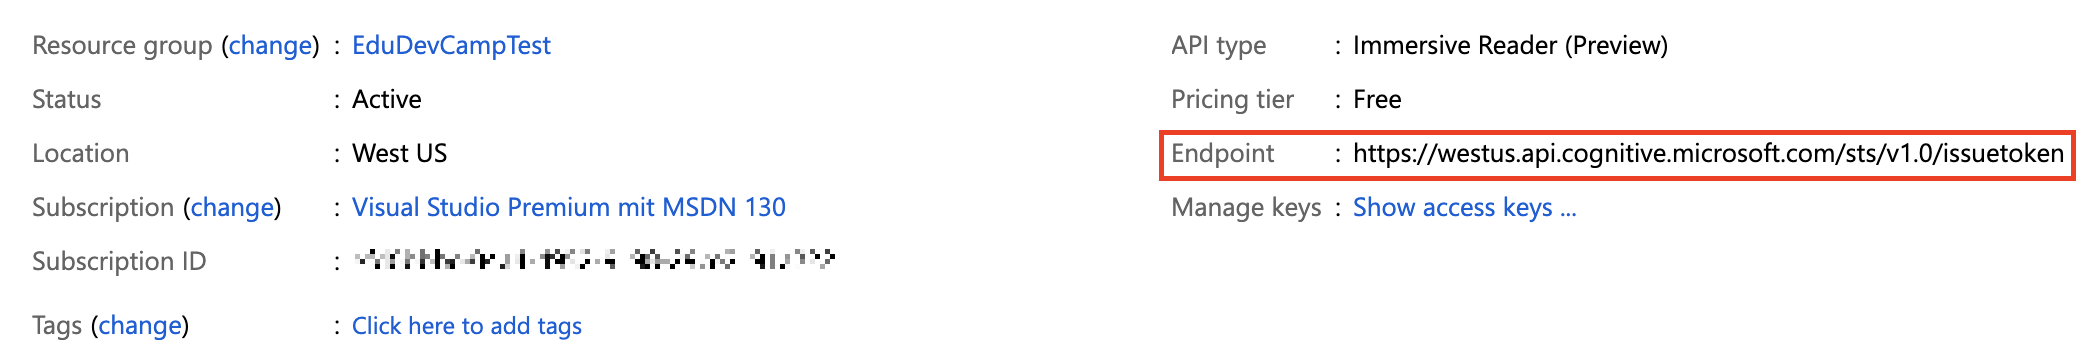 Resource group (change) : EduDevCampTest
Status : Active
Location : West US
Subscription (change) : Visual Studio Premium mit MSDN 130
Subscription ID :
Tags (change) : Click here to add tags
API type : Immersive Reader (Preview)
Pricing tier : Free
Endpoint : https://westus.api.cognitive.microsoft.com/sts/v1.0/issuetoken
Manage keys : Show access keys ...